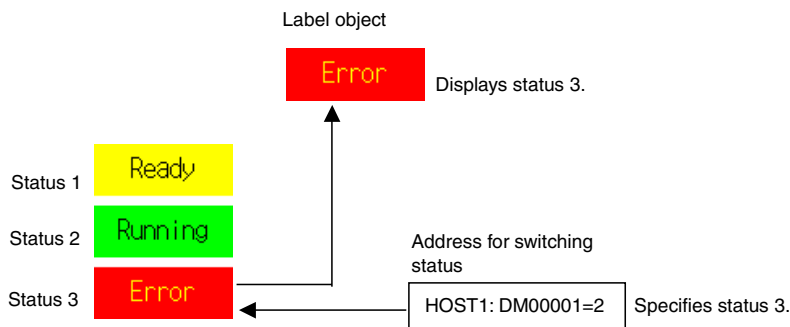 Label object
Error
Displays status 3.
Status 1
Ready
Status 2
Running
Status 3
Error
Address for switching
status
HOST1: DM00001=2
Specifies status 3.